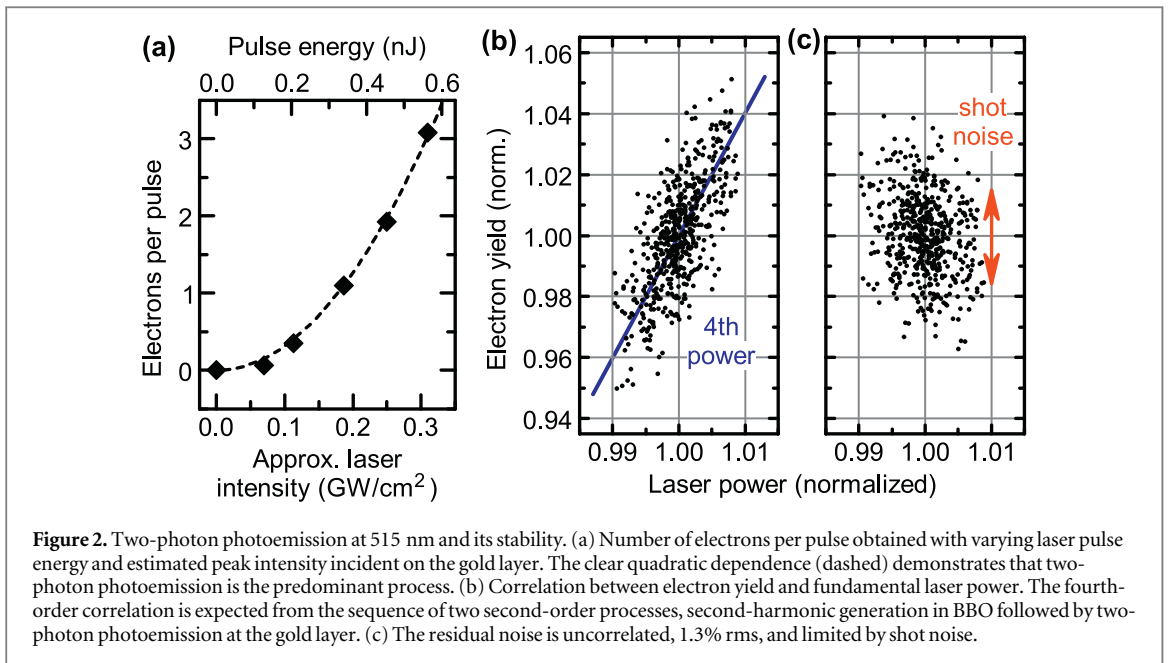 (a)
Pulse energy (nJ)
0.0 0.2 0.4 0.6
3
2
1
0
Electrons per pulse
0.0 0.1 0.2 0.3
Approx. laser
intensity (GW/cm²)
(b)
1.06
1.04
1.02
1.00
0.98
0.96
0.94
Electron yield (norm.)
4th
power
0.99 1.00 1.01
(c)
shot
noise
0.99 1.00 1.01
Laser power (normalized)
Figure 2. Two-photon photoemission at 515 nm and its stability. (a) Number of electrons per pulse obtained with varying laser pulse
energy and estimated peak intensity incident on the gold layer. The clear quadratic dependence (dashed) demonstrates that two-
photon photoemission is the predominant process. (b) Correlation between electron yield and fundamental laser power. The fourth-
order correlation is expected from the sequence of two second-order processes, second-harmonic generation in BBO followed by two-
photon photoemission at the gold layer. (c) The residual noise is uncorrelated, 1.3% rms, and limited by shot noise.